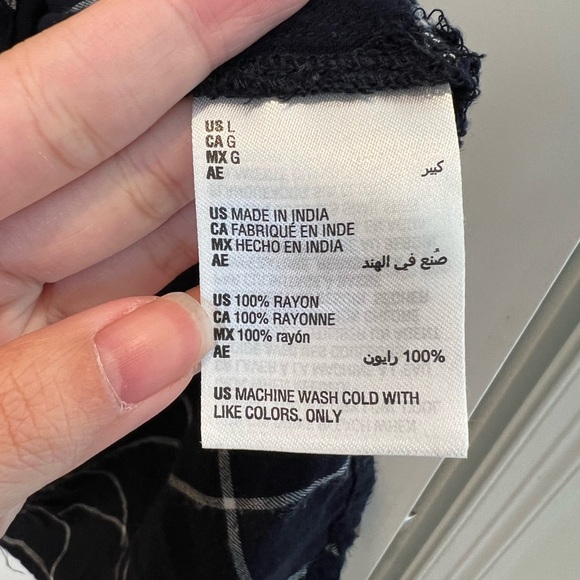 US L
CA G
MX G
AE كبير
US MADE IN INDIA
CA FABRIQUÉ EN INDE
MX HECHO EN INDIA
AE صُنع في الهند
US 100% RAYON
CA 100% RAYONNE
MX 100% rayón
AE 100% رايون
US MACHINE WASH COLD WITH
LIKE COLORS. ONLY